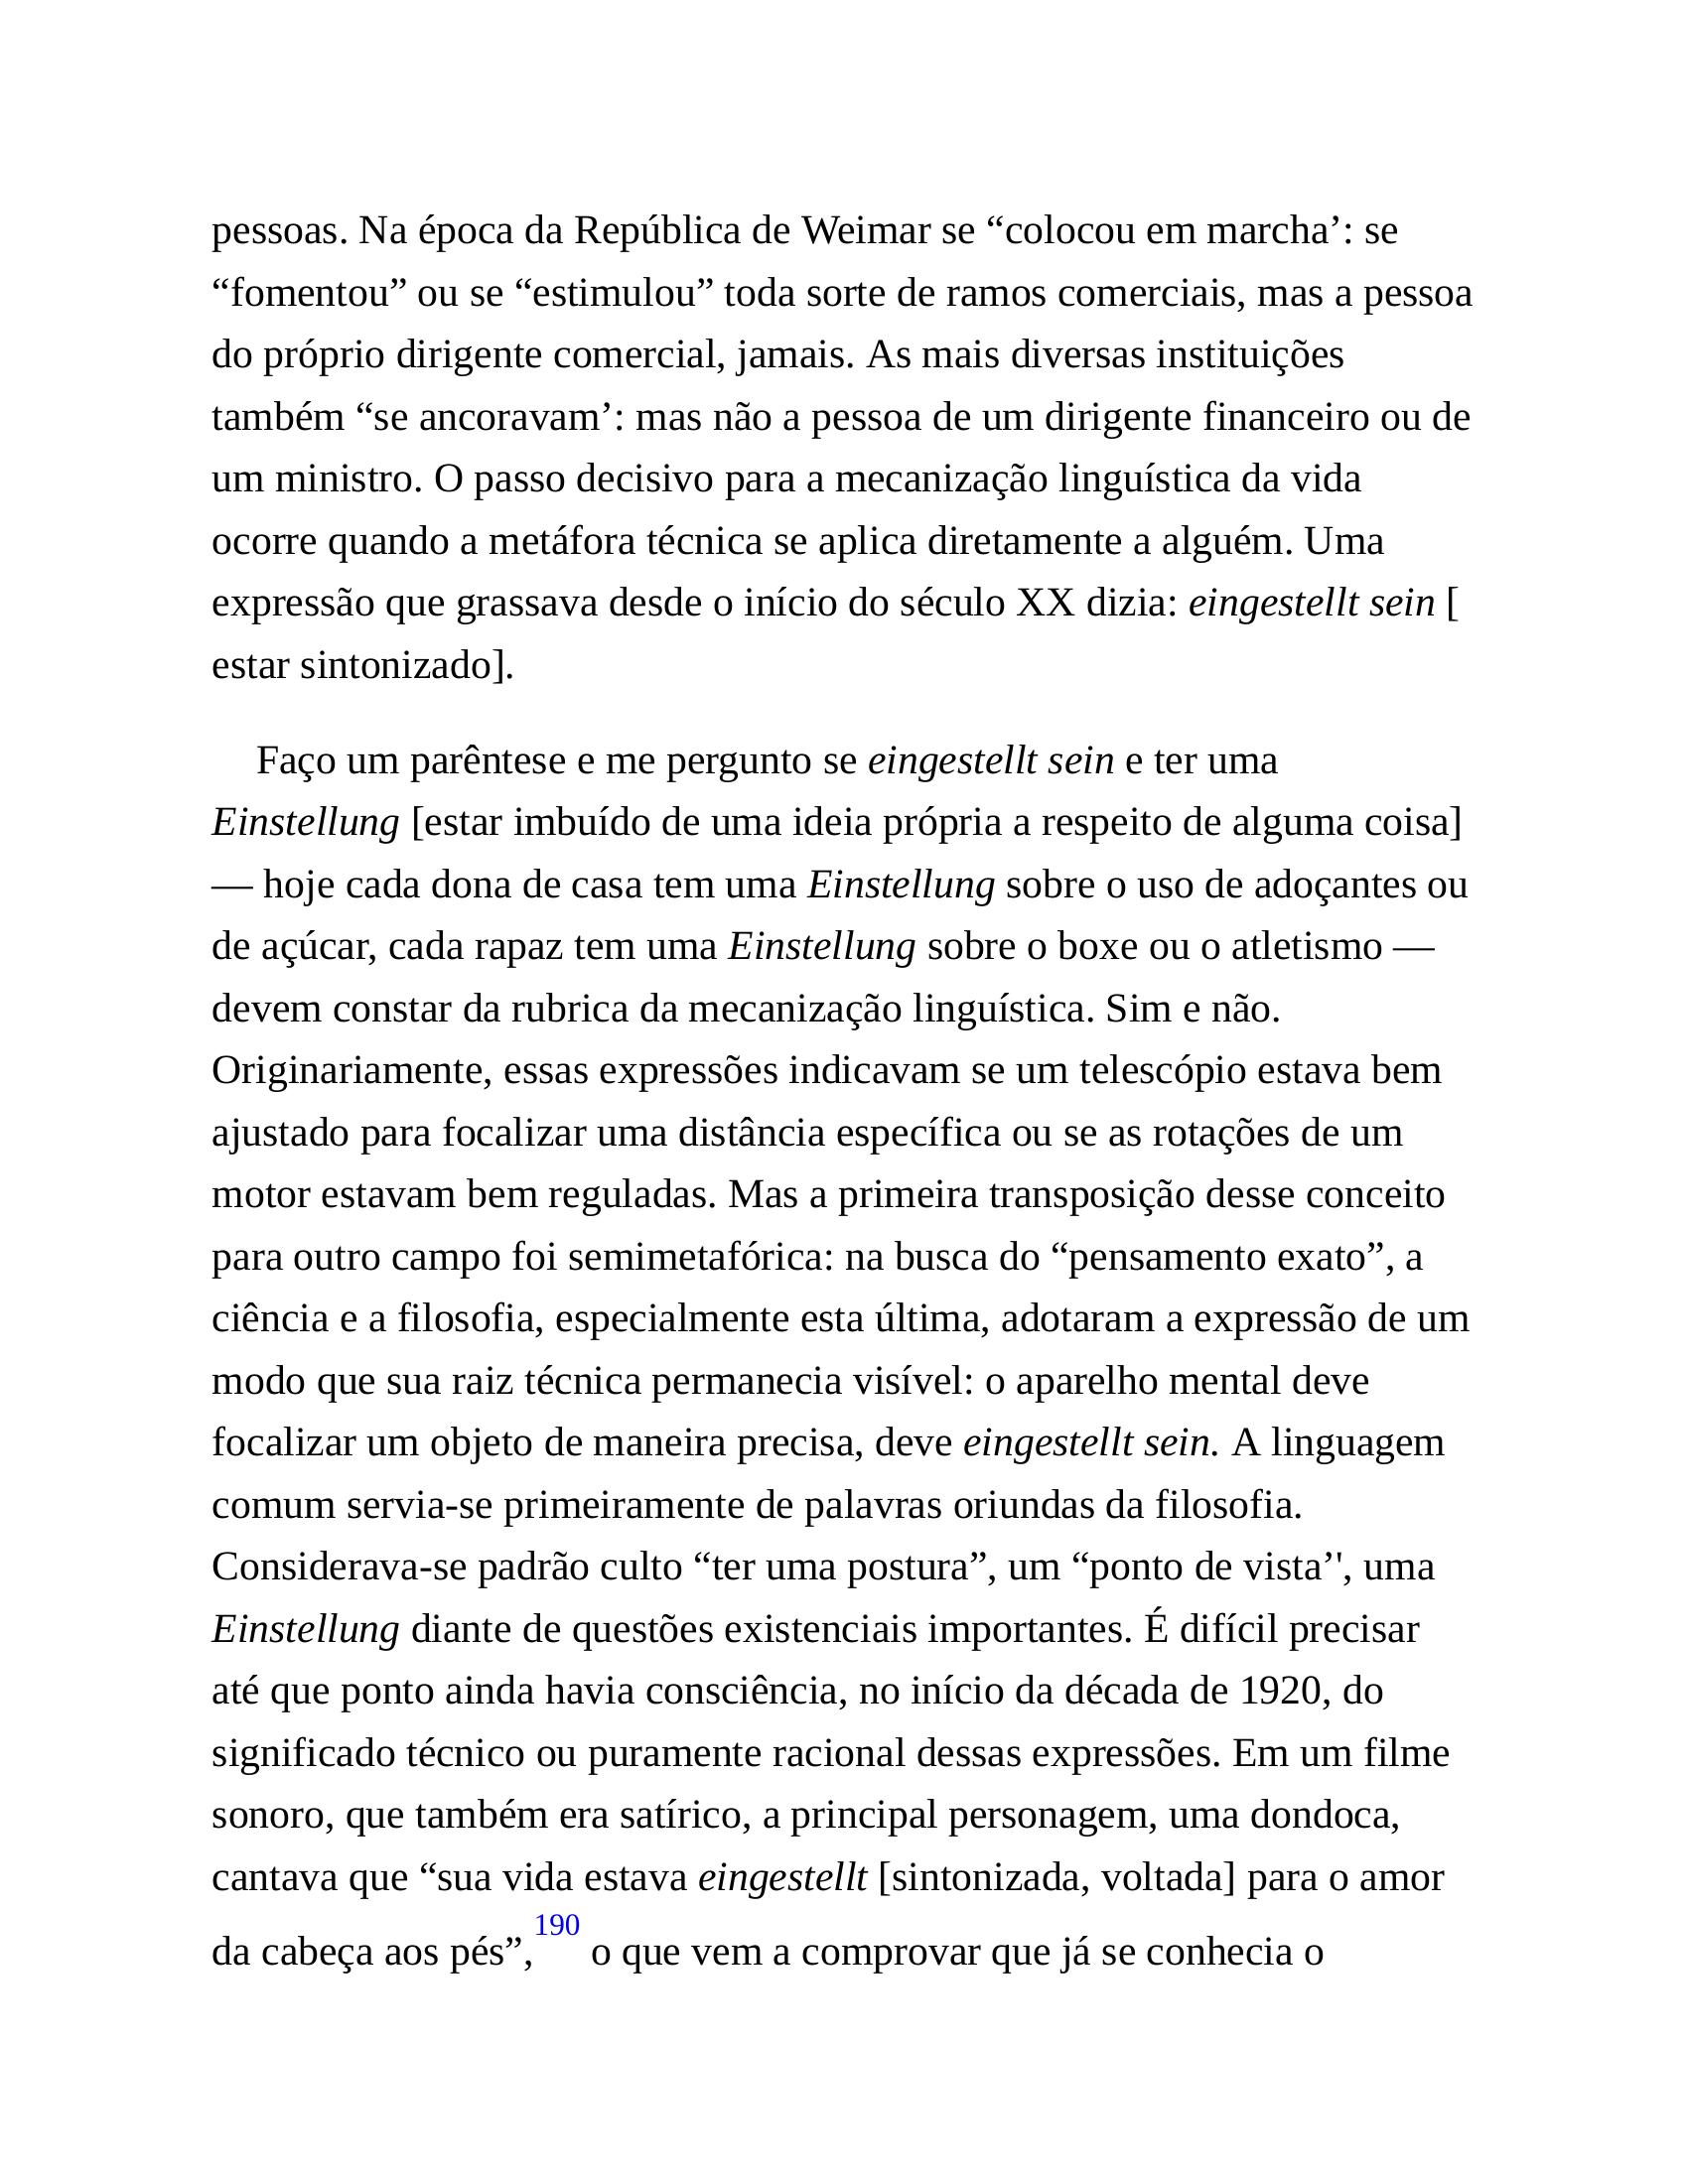 pessoas. Na época da República de Weimar se “colocou em marcha’: se
“fomentou” ou se “estimulou” toda sorte de ramos comerciais, mas a pessoa
do próprio dirigente comercial, jamais. As mais diversas instituições
também “se ancoravam’: mas não a pessoa de um dirigente financeiro ou de
um ministro. O passo decisivo para a mecanização linguística da vida
ocorre quando a metáfora técnica se aplica diretamente a alguém. Uma
expressão que grassava desde o início do século XX dizia: eingestellt sein [
estar sintonizado].
Faço um parêntese e me pergunto se eingestellt sein e ter uma
Einstellung [estar imbuído de uma ideia própria a respeito de alguma coisa]
— hoje cada dona de casa tem uma Einstellung sobre o uso de adoçantes ou
de açúcar, cada rapaz tem uma Einstellung sobre o boxe ou o atletismo —
devem constar da rubrica da mecanização linguística. Sim e não.
Originariamente, essas expressões indicavam se um telescópio estava bem
ajustado para focalizar uma distância específica ou se as rotações de um
motor estavam bem reguladas. Mas a primeira transposição desse conceito
para outro campo foi semimetafórica: na busca do “pensamento exato”, a
ciência e a filosofia, especialmente esta última, adotaram a expressão de um
modo que sua raiz técnica permanecia visível: o aparelho mental deve
focalizar um objeto de maneira precisa, deve eingestellt sein. A linguagem
comum servia-se primeiramente de palavras oriundas da filosofia.
Considerava-se padrão culto “ter uma postura”, um “ponto de vista’', uma
Einstellung diante de questões existenciais importantes. É difícil precisar
até que ponto ainda havia consciência, no início da década de 1920, do
significado técnico ou puramente racional dessas expressões. Em um filme
sonoro, que também era satírico, a principal personagem, uma dondoca,
cantava que “sua vida estava eingestellt [sintonizada, voltada] para o amor
da cabeça aos pés”,190 o que vem a comprovar que já se conhecia o